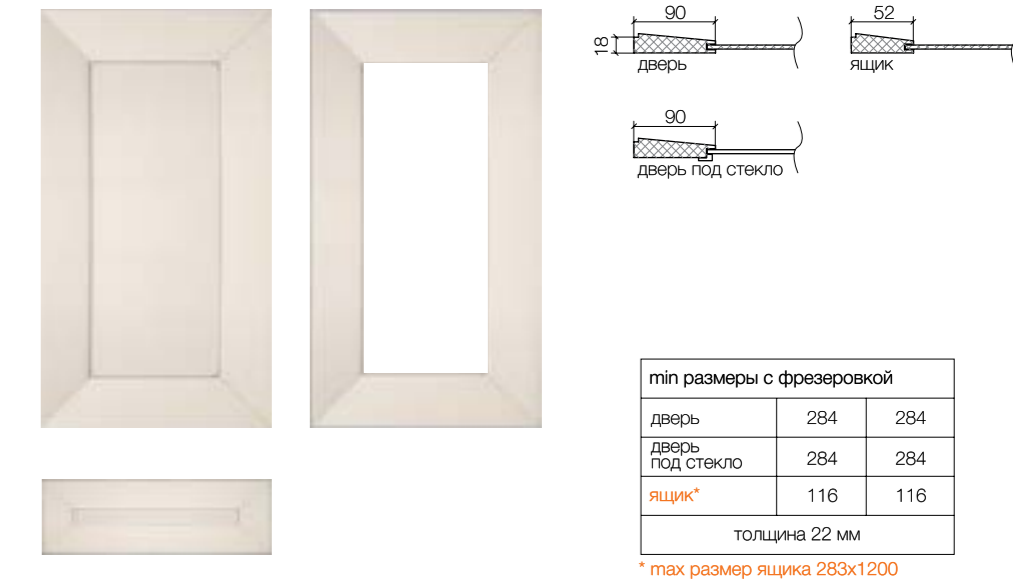 90
52
18
дверь
ящик
90
дверь под стекло
min размеры с фрезеровкой
дверь 284 284
дверь
под стекло 284 284
ящик* 116 116
толщина 22 мм
* max размер ящика 283x1200